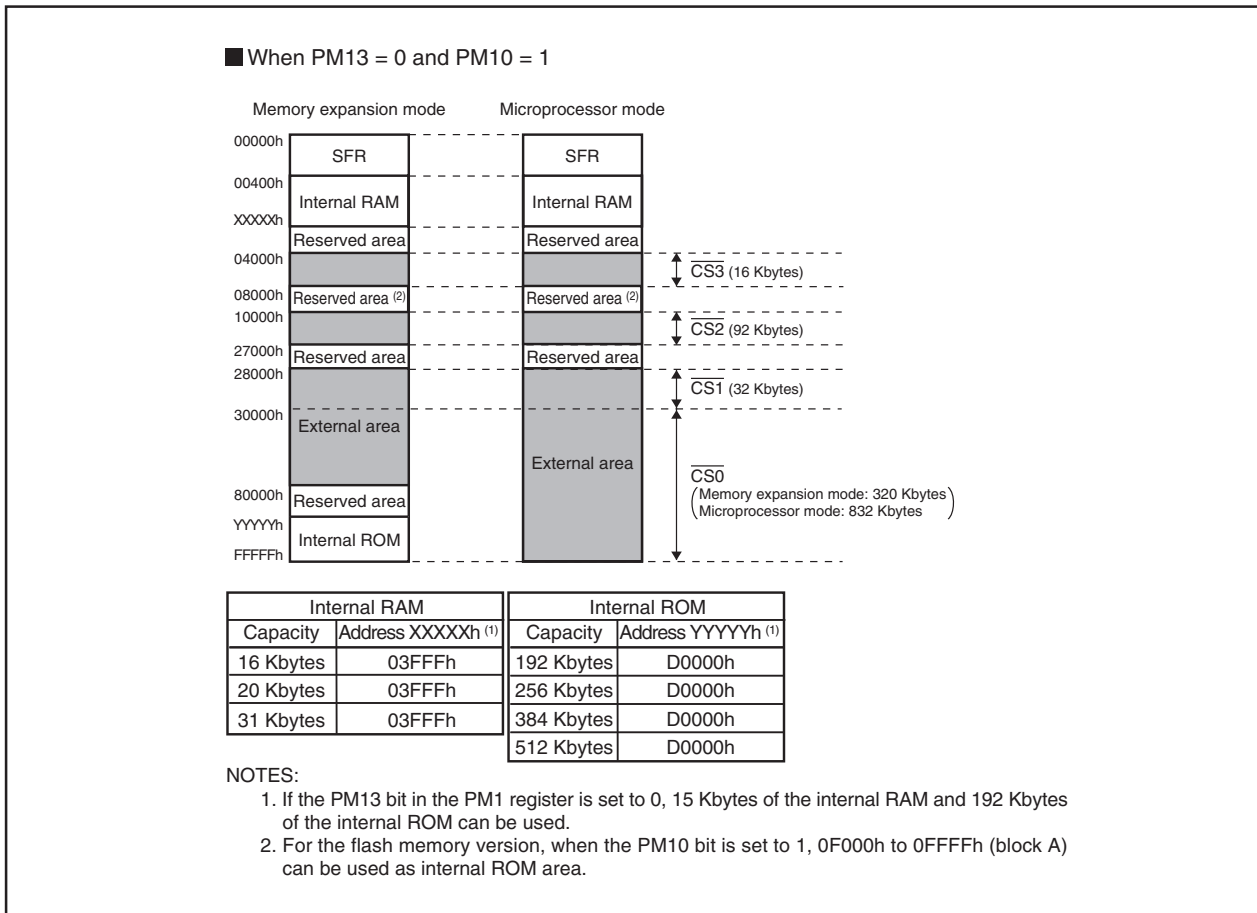 ■ When PM13 = 0 and PM10 = 1
Memory expansion mode
Microprocessor mode
00000h
SFR
SFR
00400h
Internal RAM
Internal RAM
XXXXXh
Reserved area
Reserved area
04000h
CS3 (16 Kbytes)
08000h
Reserved area (2)
Reserved area (2)
10000h
CS2 (92 Kbytes)
27000h
Reserved area
Reserved area
28000h
CS1 (32 Kbytes)
30000h
External area
External area
CS0
(Memory expansion mode: 320 Kbytes
Microprocessor mode: 832 Kbytes)
80000h
Reserved area
YYYYYh
Internal ROM
FFFFFh
Internal RAM
Capacity Address XXXXXh (1)
16 Kbytes 03FFFh
20 Kbytes 03FFFh
31 Kbytes 03FFFh
Internal ROM
Capacity Address YYYYYh (1)
192 Kbytes D0000h
256 Kbytes D0000h
384 Kbytes D0000h
512 Kbytes D0000h
NOTES:
1. If the PM13 bit in the PM1 register is set to 0, 15 Kbytes of the internal RAM and 192 Kbytes
of the internal ROM can be used.
2. For the flash memory version, when the PM10 bit is set to 1, 0F000h to 0FFFFh (block A)
can be used as internal ROM area.